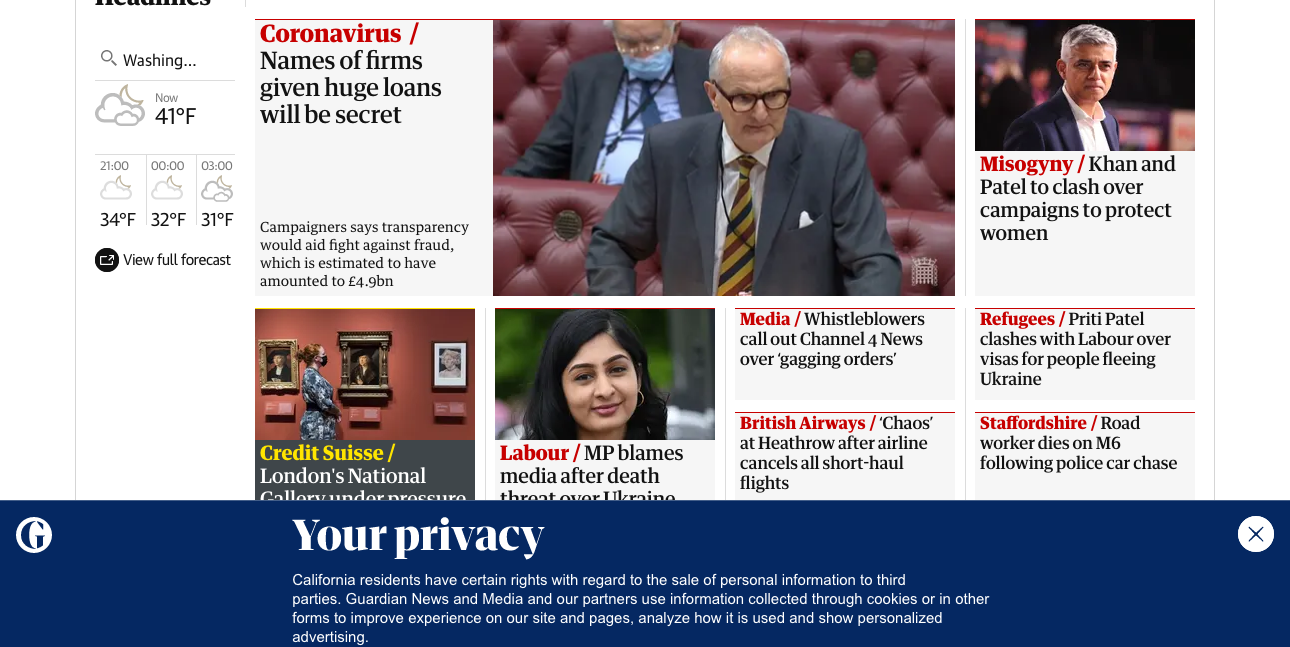 Headlines
Washing...
Now
41°F
21:00
00:00
03:00
34°F
32°F
31°F
View full forecast
Coronavirus /
Names of firms
given huge loans
will be secret
Campaigners says transparency
would aid fight against fraud,
which is estimated to have
amounted to £4.9bn
Misogyny / Khan and
Patel to clash over
campaigns to protect
women
Credit Suisse /
London's National
Gallery under pressure
Labour / MP blames
media after death
threat over Ukraine
Media / Whistleblowers
call out Channel 4 News
over ‘gagging orders’
British Airways / ‘Chaos’
at Heathrow after airline
cancels all short-haul
flights
Refugees / Priti Patel
clashes with Labour over
visas for people fleeing
Ukraine
Staffordshire / Road
worker dies on M6
following police car chase
G
Your privacy
California residents have certain rights with regard to the sale of personal information to third
parties. Guardian News and Media and our partners use information collected through cookies or in other
forms to improve experience on our site and pages, analyze how it is used and show personalized
advertising.